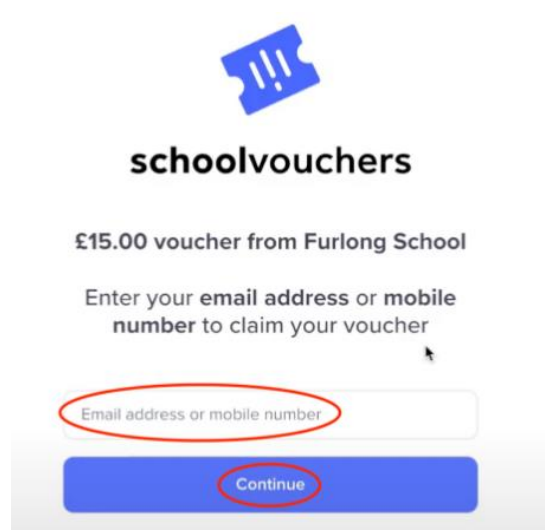 schoolvouchers
£15.00 voucher from Furlong School
Enter your email address or mobile
number to claim your voucher
Email address or mobile number
Continue